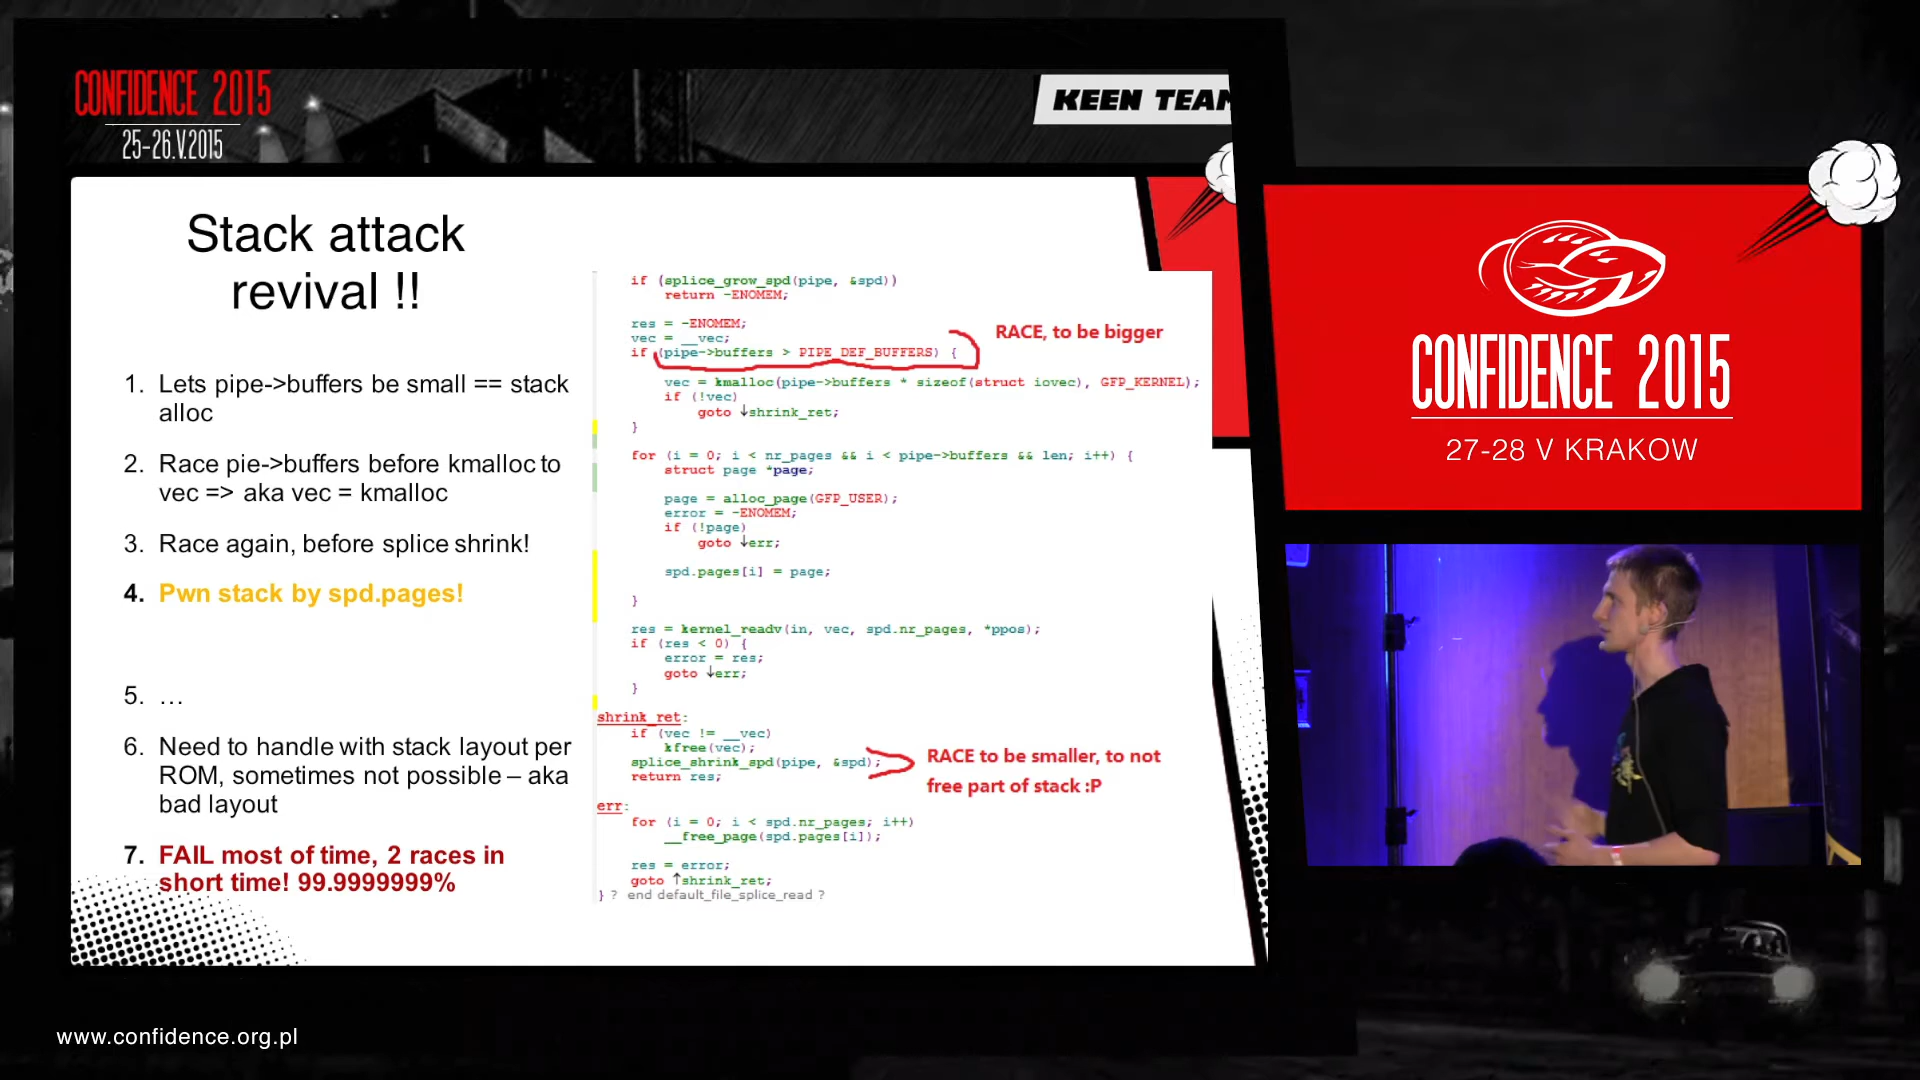 CONFIDENCE 2015
25-26.V.2015
KEEN TEAM
Stack attack
revival !!
1. Lets pipe->buffers be small == stack
alloc
2. Race pie->buffers before kmalloc to
vec => aka vec = kmalloc
3. Race again, before splice shrink!
4. Pwn stack by spd.pages!
5. …
6. Need to handle with stack layout per
ROM, sometimes not possible – aka
bad layout
7. FAIL most of time, 2 races in
short time! 99.9999999%
if (splice_grow_spd(pipe, &spd))
return -ENOMEM;
res = -ENOMEM;
vec = __vec;
if (pipe->buffers > PIPE_DEF_BUFFERS) {
RACE, to be bigger
vec = kmalloc(pipe->buffers * sizeof(struct iovec), GFP_KERNEL);
if (!vec)
goto ↓shrink_ret;
}
for (i = 0; i < nr_pages && i < pipe->buffers && len; i++) {
struct page *page;
page = alloc_page(GFP_USER);
error = -ENOMEM;
if (!page)
goto ↓err;
spd.pages[i] = page;
}
res = kernel_readv(in, vec, spd.nr_pages, *ppos);
if (res < 0) {
error = res;
goto ↓err;
}
shrink_ret:
if (vec != __vec)
kfree(vec);
splice_shrink_spd(pipe, &spd);
return res;
RACE to be smaller, to not
free part of stack :P
err:
for (i = 0; i < spd.nr_pages; i++)
__free_page(spd.pages[i]);
res = error;
goto ↑shrink_ret;
} ? end default_file_splice_read ?
CONFIDENCE 2015
27-28 V KRAKOW
www.confidence.org.pl